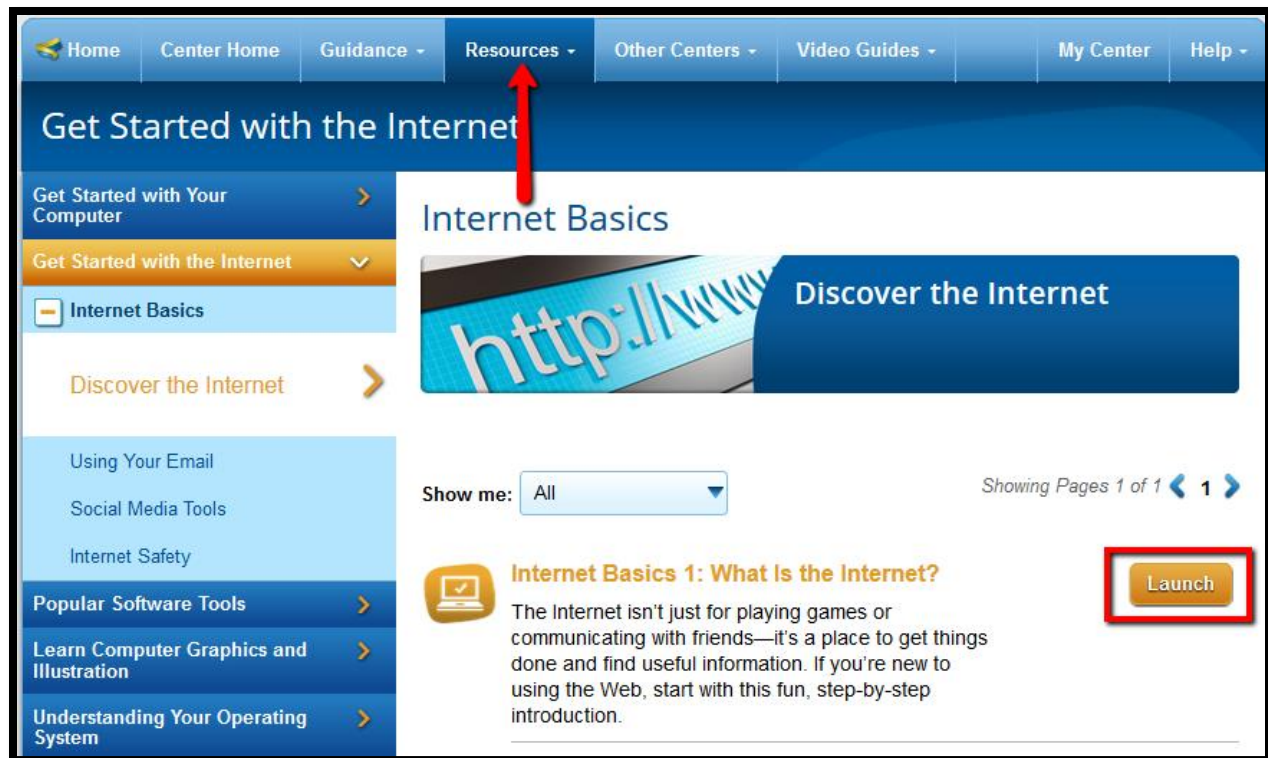 Home Center Home Guidance Resources Other Centers Video Guides My Center Help
Get Started with the Internet
Get Started with Your
Computer
Get Started with the Internet
Internet Basics
Discover the Internet
Using Your Email
Social Media Tools
Internet Safety
Popular Software Tools
Learn Computer Graphics and
Illustration
Understanding Your Operating
System
Internet Basics
http://www
Discover the Internet
Show me: All
Showing Pages 1 of 1 1
Internet Basics 1: What Is the Internet?
Launch
The Internet isn't just for playing games or
communicating with friends—it's a place to get things
done and find useful information. If you're new to
using the Web, start with this fun, step-by-step
introduction.